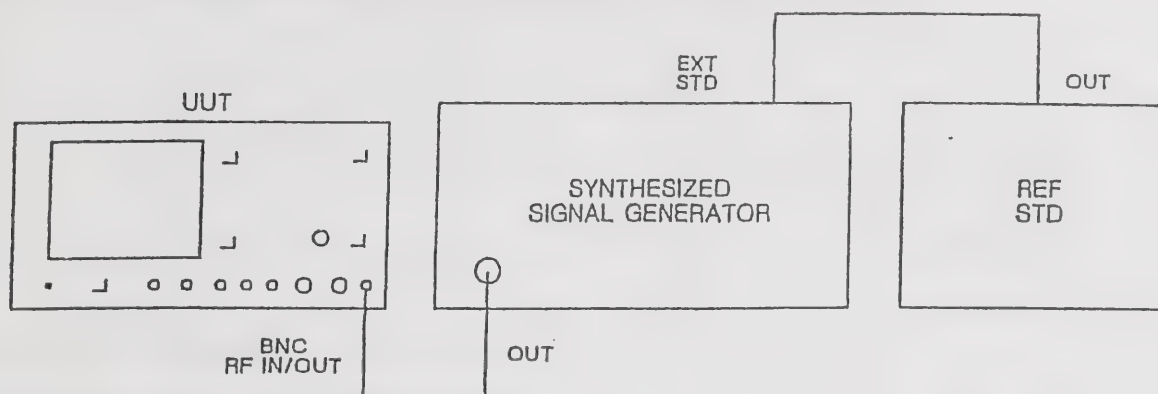 EXT
STD
OUT
UUT
SYNTHESIZED
SIGNAL GENERATOR
REF
STD
BNC
RF IN/OUT
OUT